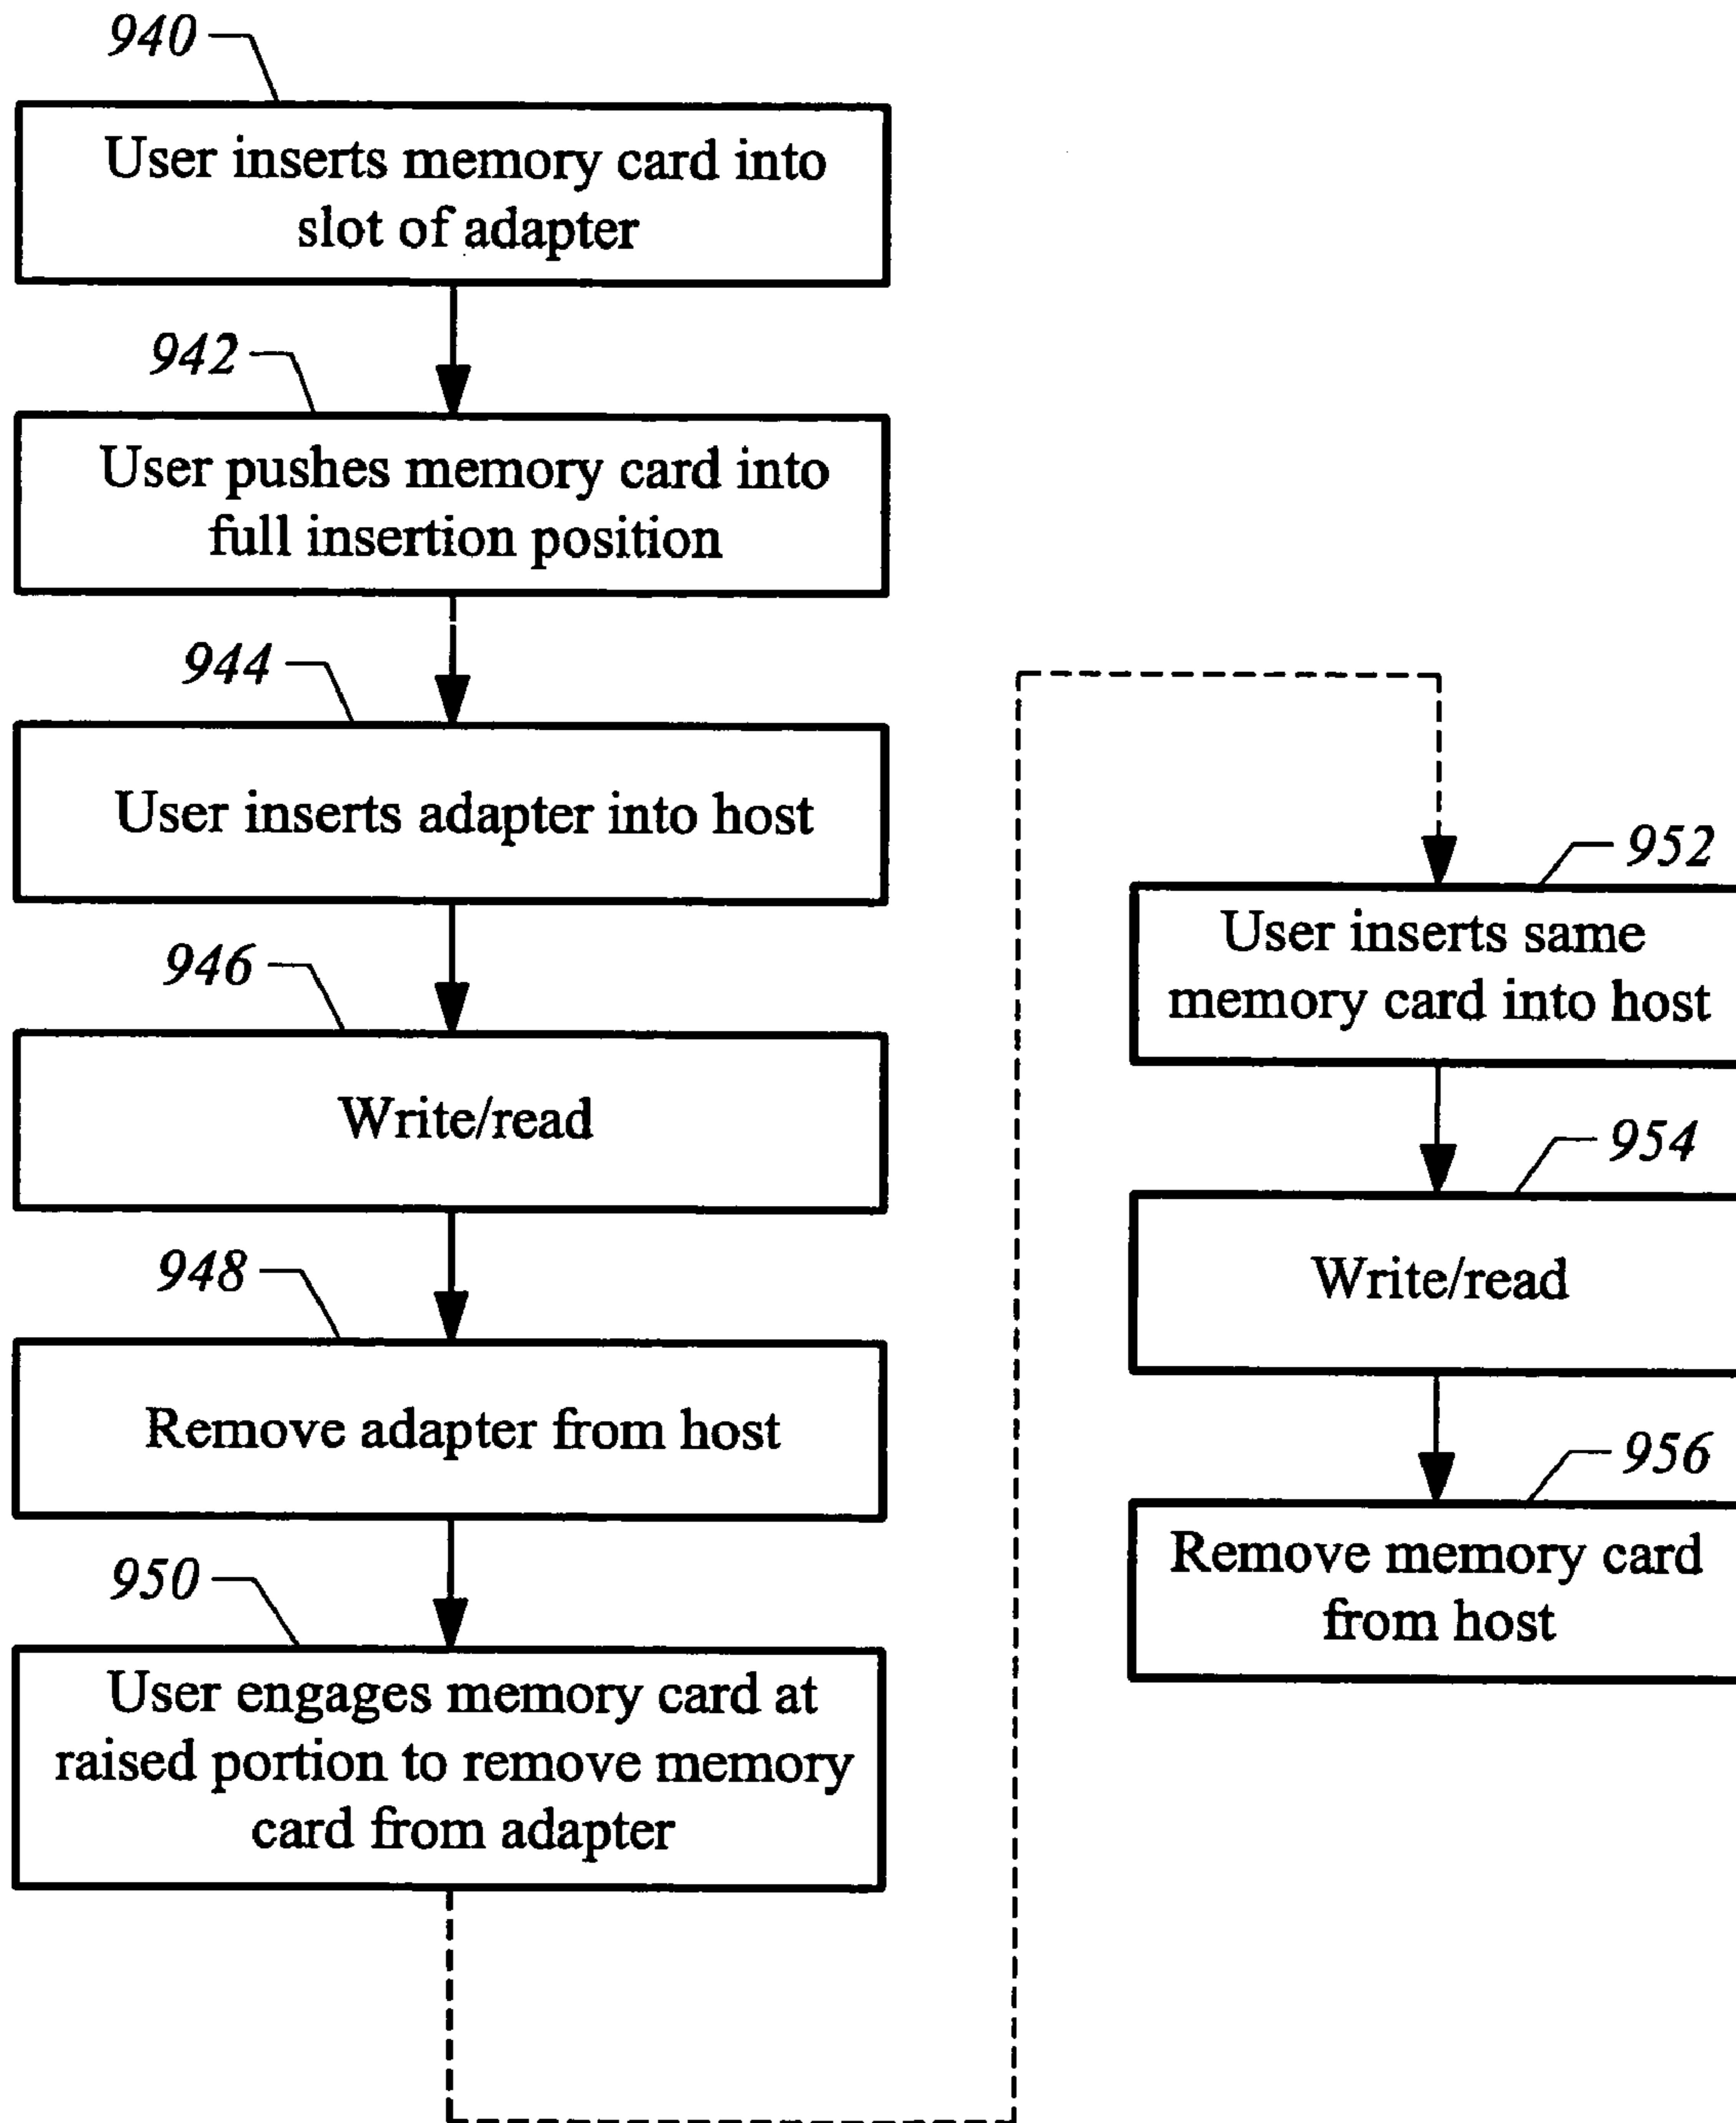 940
User inserts memory card into
slot of adapter
942
User pushes memory card into
full insertion position
944
User inserts adapter into host
946
Write/read
948
Remove adapter from host
950
User engages memory card at
raised portion to remove memory
card from adapter
952
User inserts same
memory card into host
954
Write/read
956
Remove memory card
from host